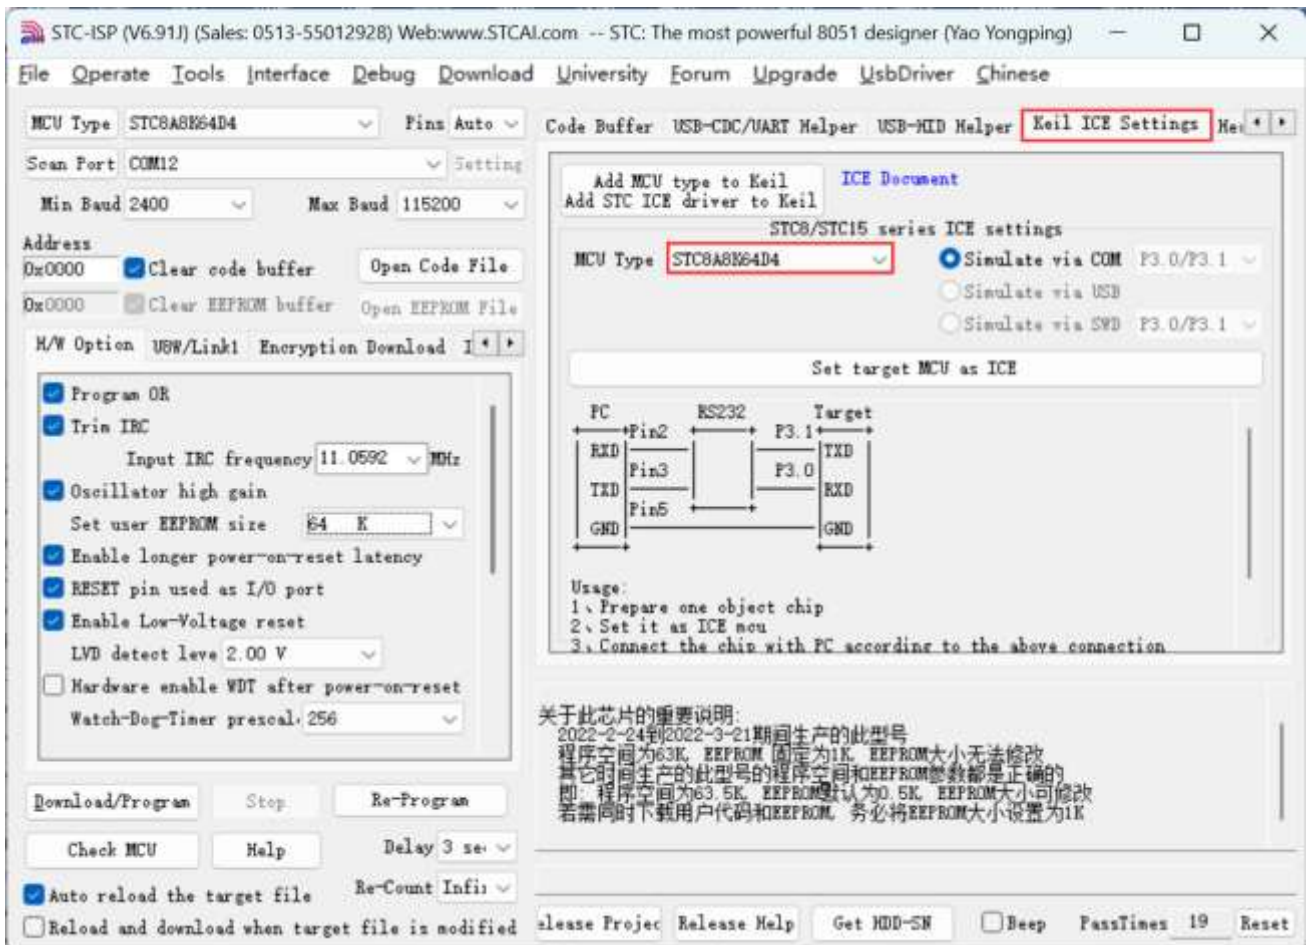 STC-ISP (V6.91J) (Sales: 0513-55012928) Web:www.STCAI.com -- STC: The most powerful 8051 designer (Yao Yongping)
File Operate Tools Interface Debug Download University Forum Upgrade UsbDriver Chinese
MCU Type STC8A8K64D4 Pins Auto
Scan Port COM12 Setting
Min Baud 2400 Max Baud 115200
Address
0x0000 Clear code buffer Open Code File
0x0000 Clear EEPROM buffer Open EEPROM File
H/W Option U8W/Link1 Encryption Download
Program OK
Trim IRC
Input IRC frequency 11.0592 MHz
Oscillator high gain
Set user EEPROM size 64 K
Enable longer power-on-reset latency
RESET pin used as I/O port
Enable Low-Voltage reset
LVD detect leve 2.00 V
Hardware enable WDT after power-on-reset
Watch-Dog-Timer prescal 256
Download/Program Stop Re-Program
Check MCU Help Delay 3 se
Auto reload the target file Re-Count Infi
Reload and download when target file is modified
Code Buffer USB-CDC/UART Helper USB-HID Helper Keil ICE Settings
Add MCU type to Keil
Add STC ICE driver to Keil
ICE Document
STC8/STC15 series ICE settings
MCU Type STC8A8K64D4 Simulate via COM P3.0/P3.1
Simulate via USB
Simulate via SWD P3.0/P3.1
Set target MCU as ICE
PC RS232 Target
Pin2 P3.1
RXD TXD
Pin3 P3.0
TXD RXD
Pin5
GND GND
Usage:
1、Prepare one object chip
2、Set it as ICE mcu
3、Connect the chip with PC according to the above connection
关于此芯片的重要说明:
2022-2-24到2022-3-21期间生产的此型号
程序空间为63K, EEPROM 固定为1K, EEPROM大小无法修改
其它时间生产的此型号的程序空间和EEPROM参数都是正确的
即: 程序空间为63.5K, EEPROM默认为0.5K, EEPROM大小可修改
若需同时下载用户代码和EEPROM, 务必将EEPROM大小设置为1K
elease Projec Release Help Get HDD-SN Beep PassTimes 19 Reset